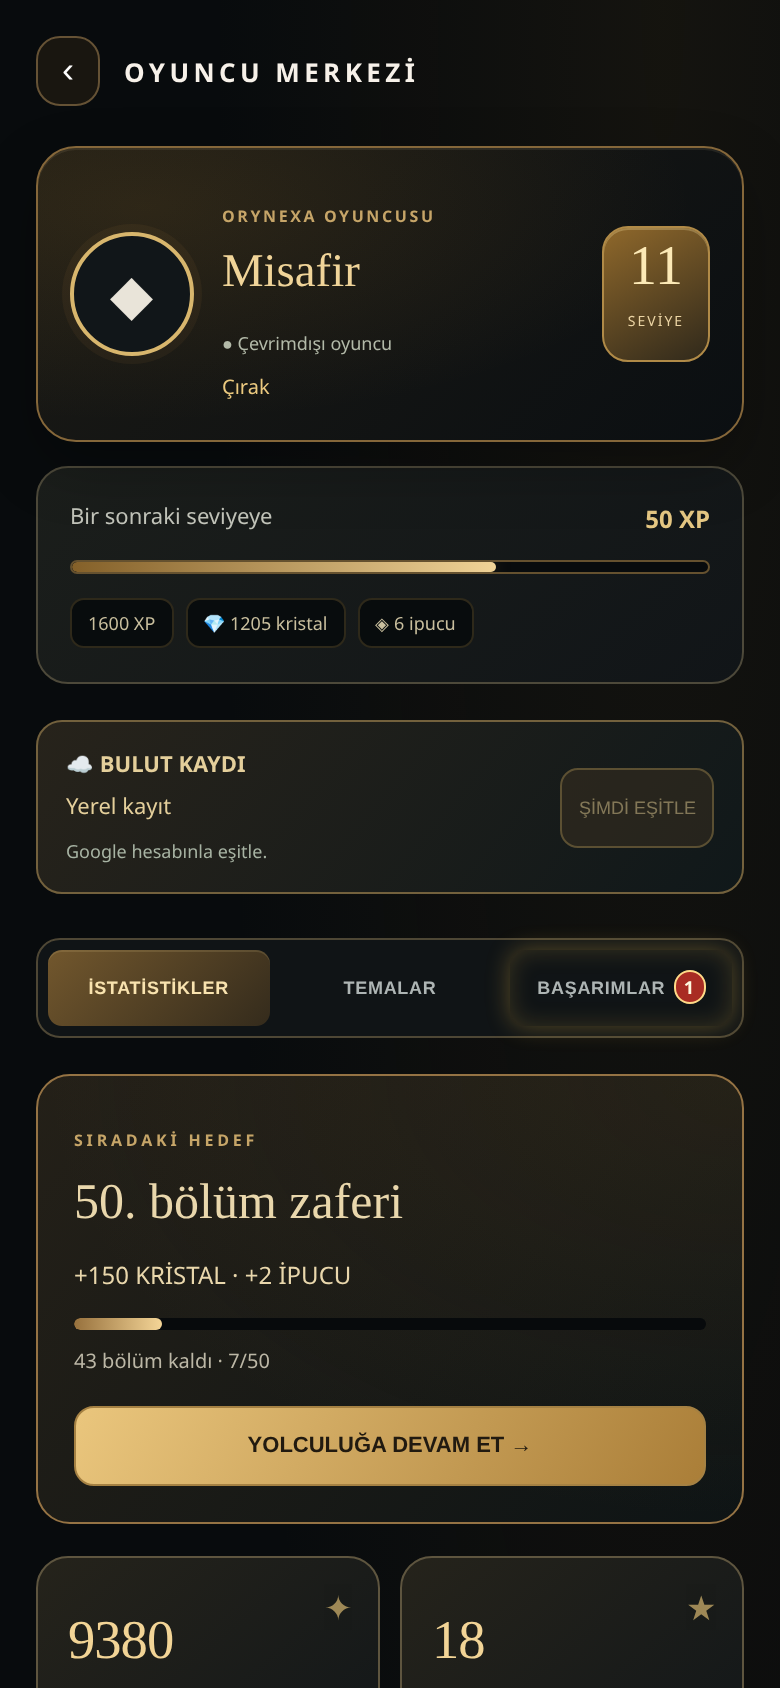 ‹ OYUNCU MERKEZİ
ORYNEXA OYUNCUSU
Misafir
● Çevrimdışı oyuncu
Çırak
11
SEVİYE
Bir sonraki seviyeye 50 XP
1600 XP 💎 1205 kristal ◈ 6 ipucu
☁️ BULUT KAYDI
Yerel kayıt
Google hesabınla eşitle.
ŞİMDİ EŞİTLE
İSTATİSTİKLER TEMALAR BAŞARIMLAR 1
SIRADAKİ HEDEF
50. bölüm zaferi
+150 KRİSTAL · +2 İPUCU
43 bölüm kaldı · 7/50
YOLCULUĞA DEVAM ET →
9380 ✦ 18 ★